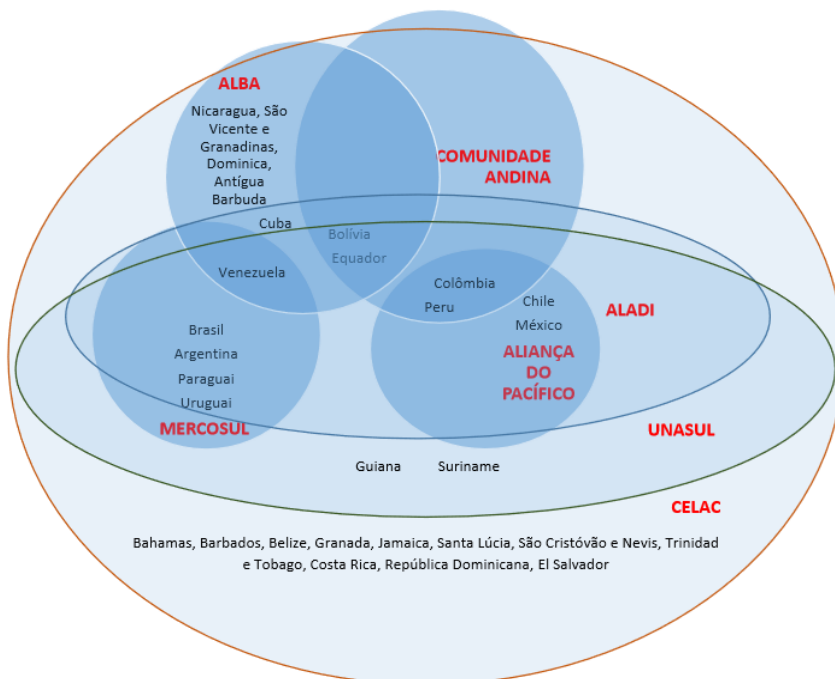 ALBA
Nicaragua, São
Vicente e
Granadinas,
Dominica,
Antígua
Barbuda
COMUNIDADE
ANDINA
Cuba
Bolívia
Equador
Venezuela
Colômbia
Peru
Chile
México
ALADI
Brasil
Argentina
Paraguai
Uruguai
MERCOSUL
ALIANÇA
DO
PACÍFICO
UNASUL
Guiana
Suriname
CELAC
Bahamas, Barbados, Belize, Granada, Jamaica, Santa Lúcia, São Cristóvão e Nevis, Trinidad
e Tobago, Costa Rica, República Dominicana, El Salvador